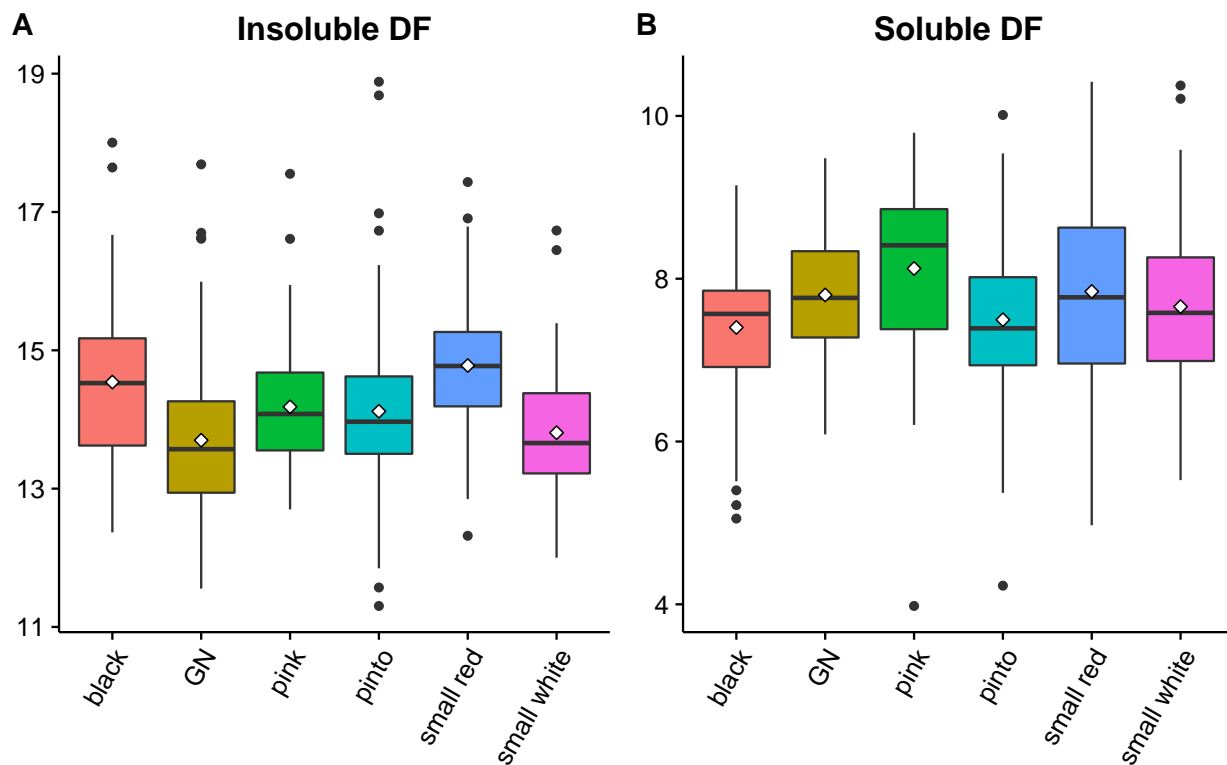 A
Insoluble DF
19
17
15
13
11
black
GN
pink
pinto
small red
small white
B
Soluble DF
10
8
6
4
black
GN
pink
pinto
small red
small white